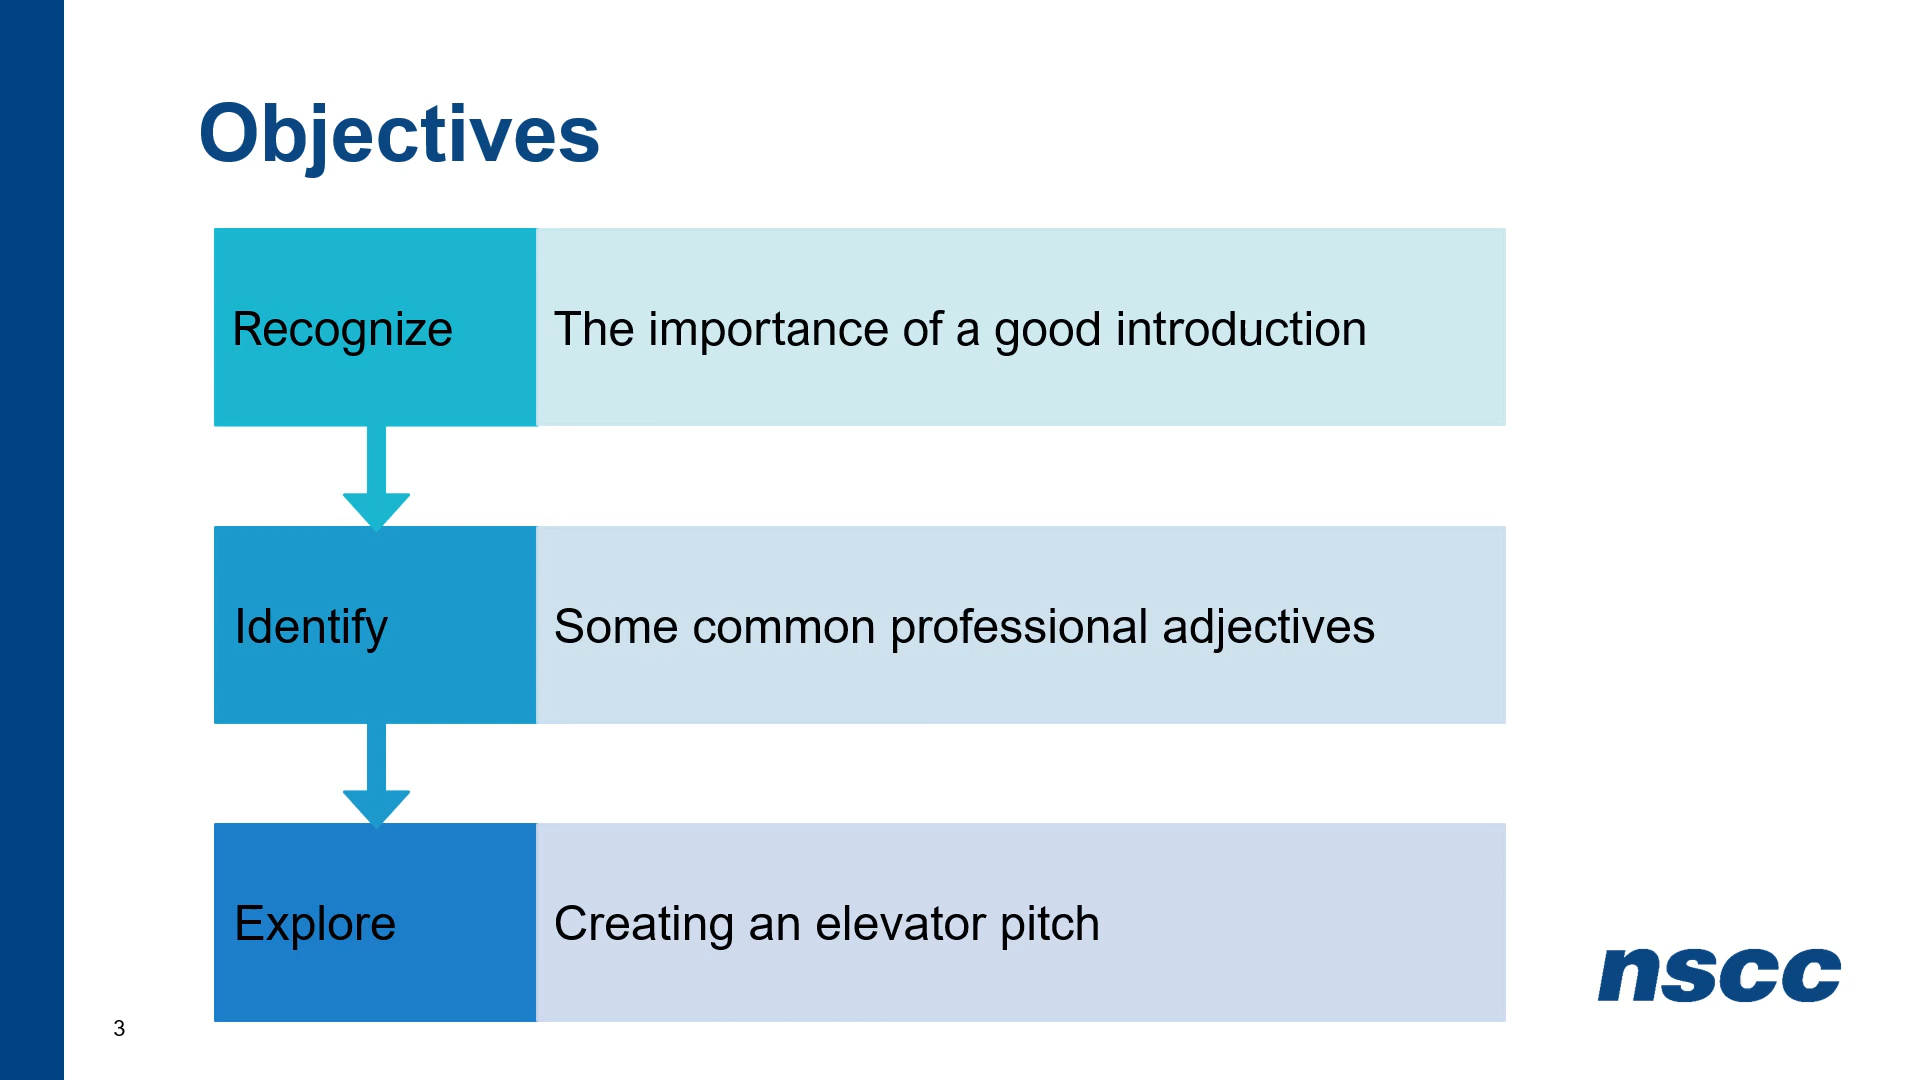 Objectives
Recognize
The importance of a good introduction
Identify
Some common professional adjectives
Explore
Creating an elevator pitch
nscc
3